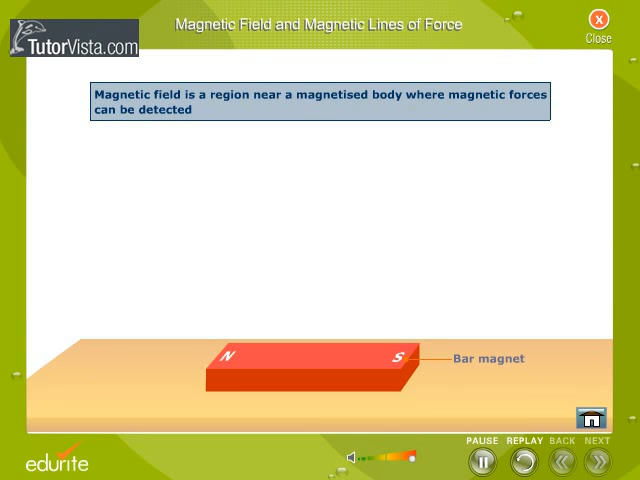 Magnetic Field and Magnetic Lines of Force
X
Close
TutorVista.com
Magnetic field is a region near a magnetised body where magnetic forces
can be detected
N
S
Bar magnet
PAUSE REPLAY BACK NEXT
edurite